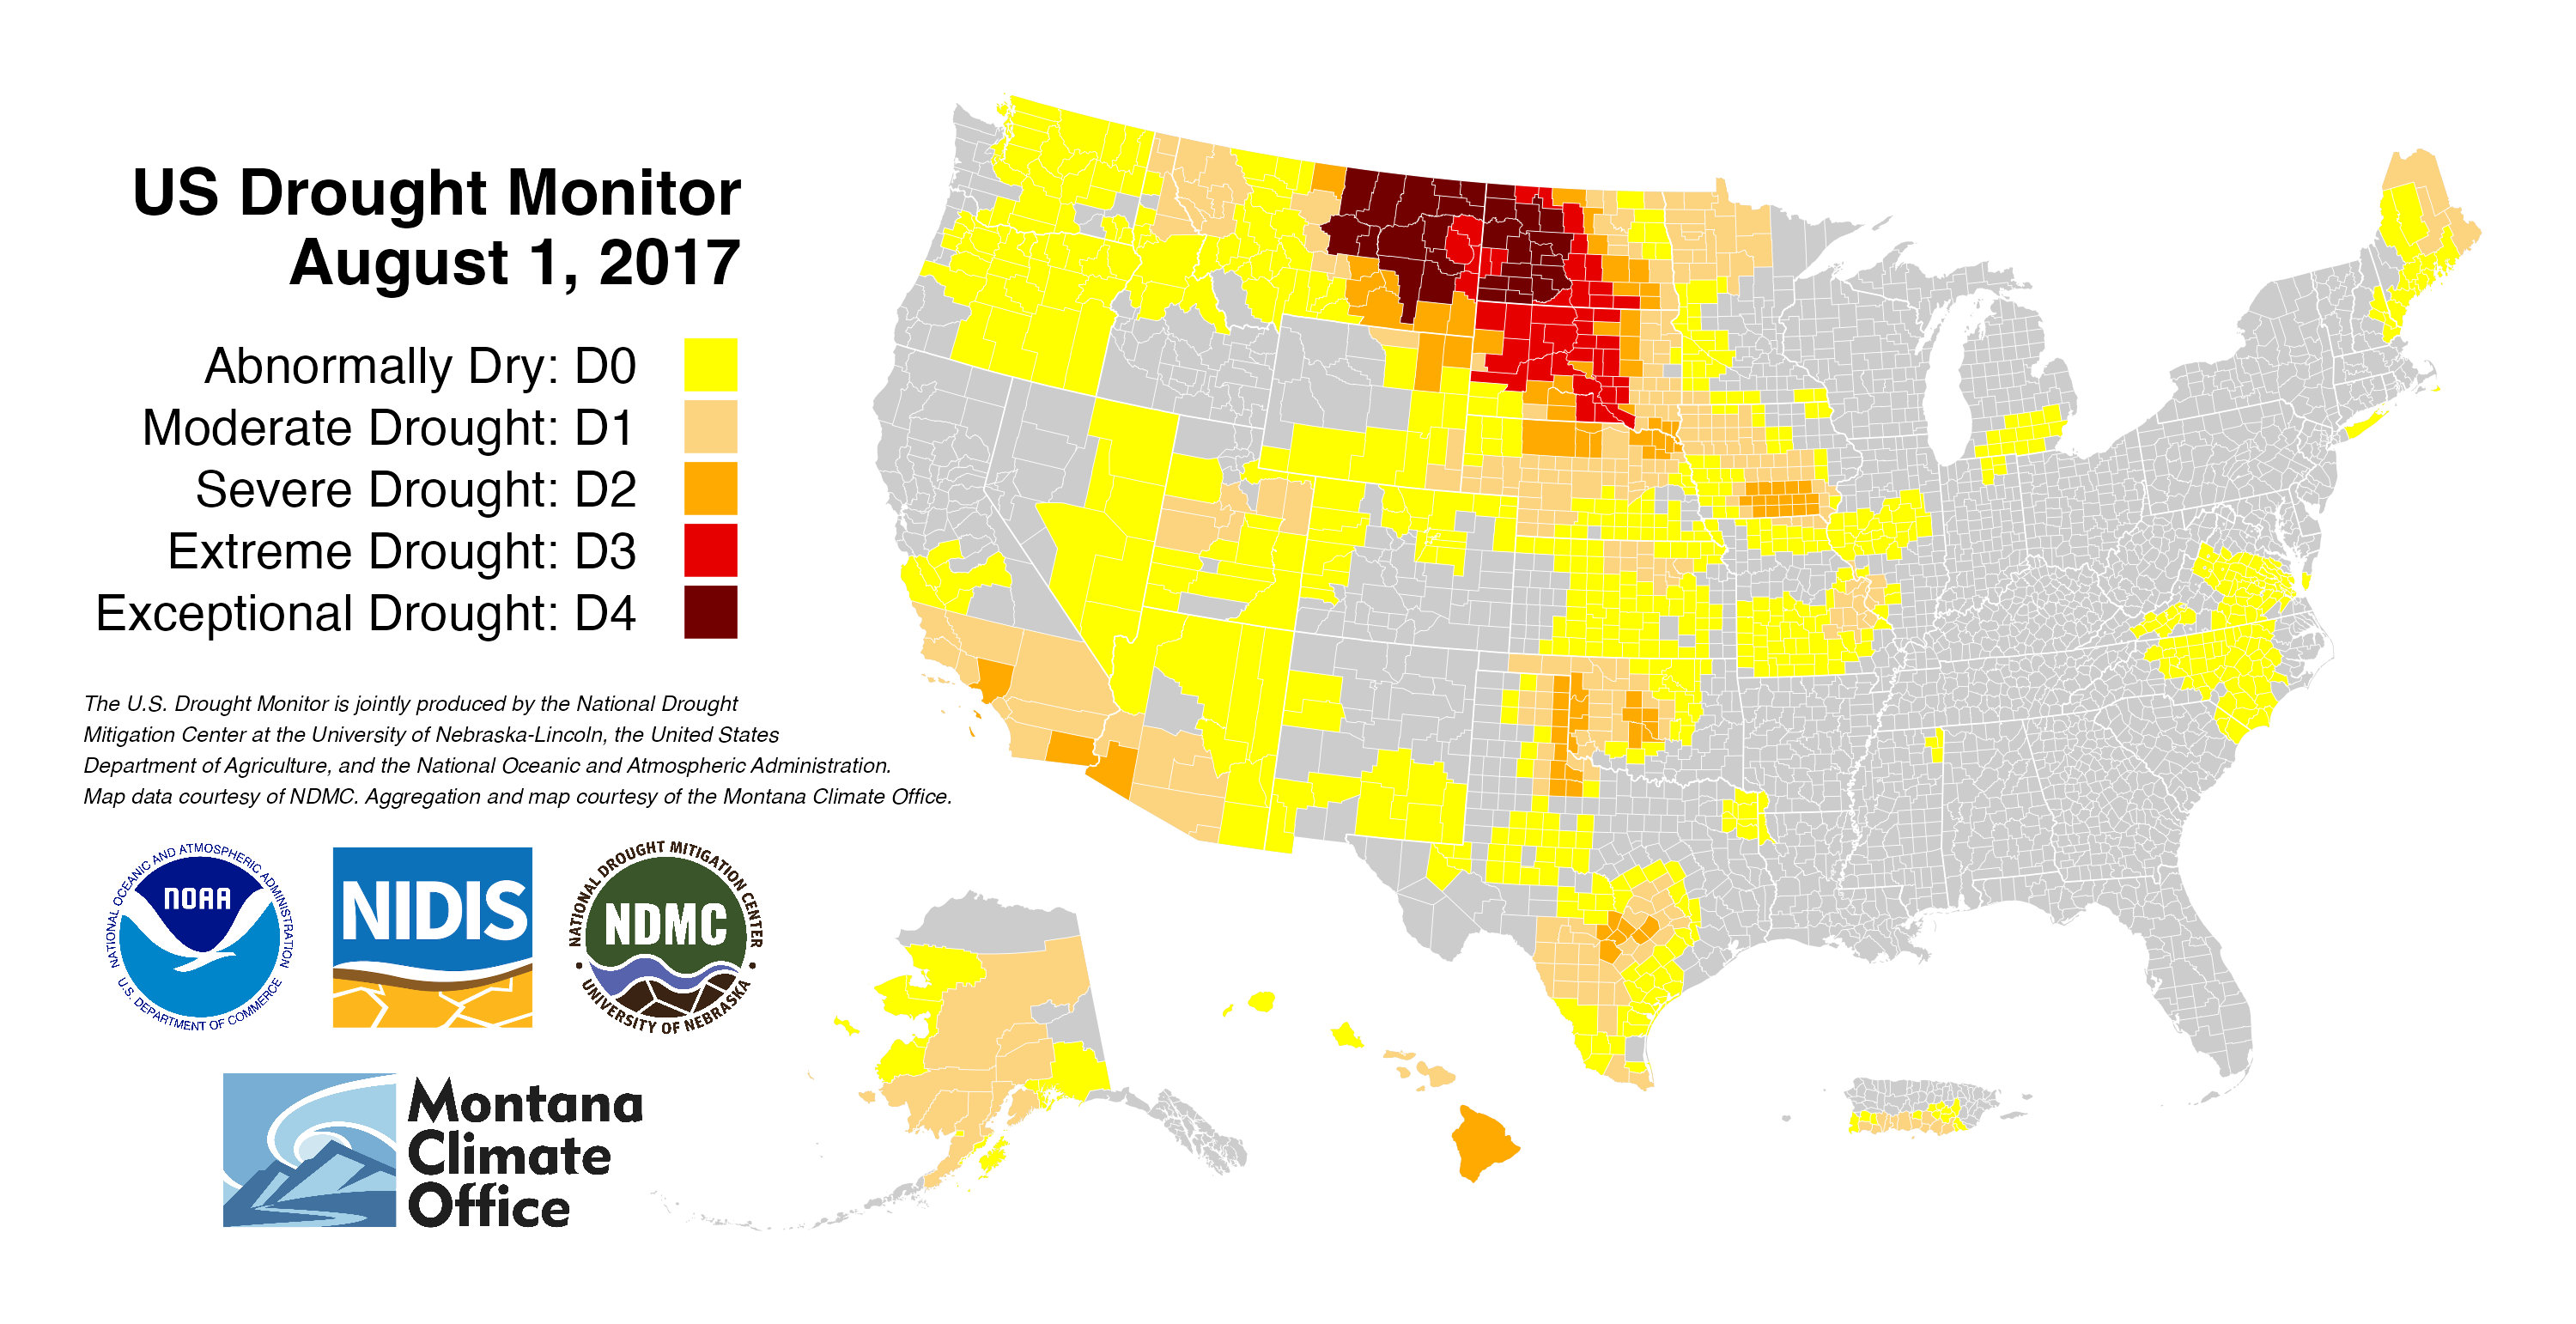 US Drought Monitor
August 1, 2017
Abnormally Dry: D0
Moderate Drought: D1
Severe Drought: D2
Extreme Drought: D3
Exceptional Drought: D4
The U.S. Drought Monitor is jointly produced by the National Drought
Mitigation Center at the University of Nebraska-Lincoln, the United States
Department of Agriculture, and the National Oceanic and Atmospheric Administration.
Map data courtesy of NDMC. Aggregation and map courtesy of the Montana Climate Office.
NATIONAL OCEANIC AND ATMOSPHERIC ADMINISTRATION
NOAA
U.S. DEPARTMENT OF COMMERCE
NIDIS
NATIONAL DROUGHT MITIGATION CENTER
NDMC
UNIVERSITY OF NEBRASKA
Montana
Climate
Office